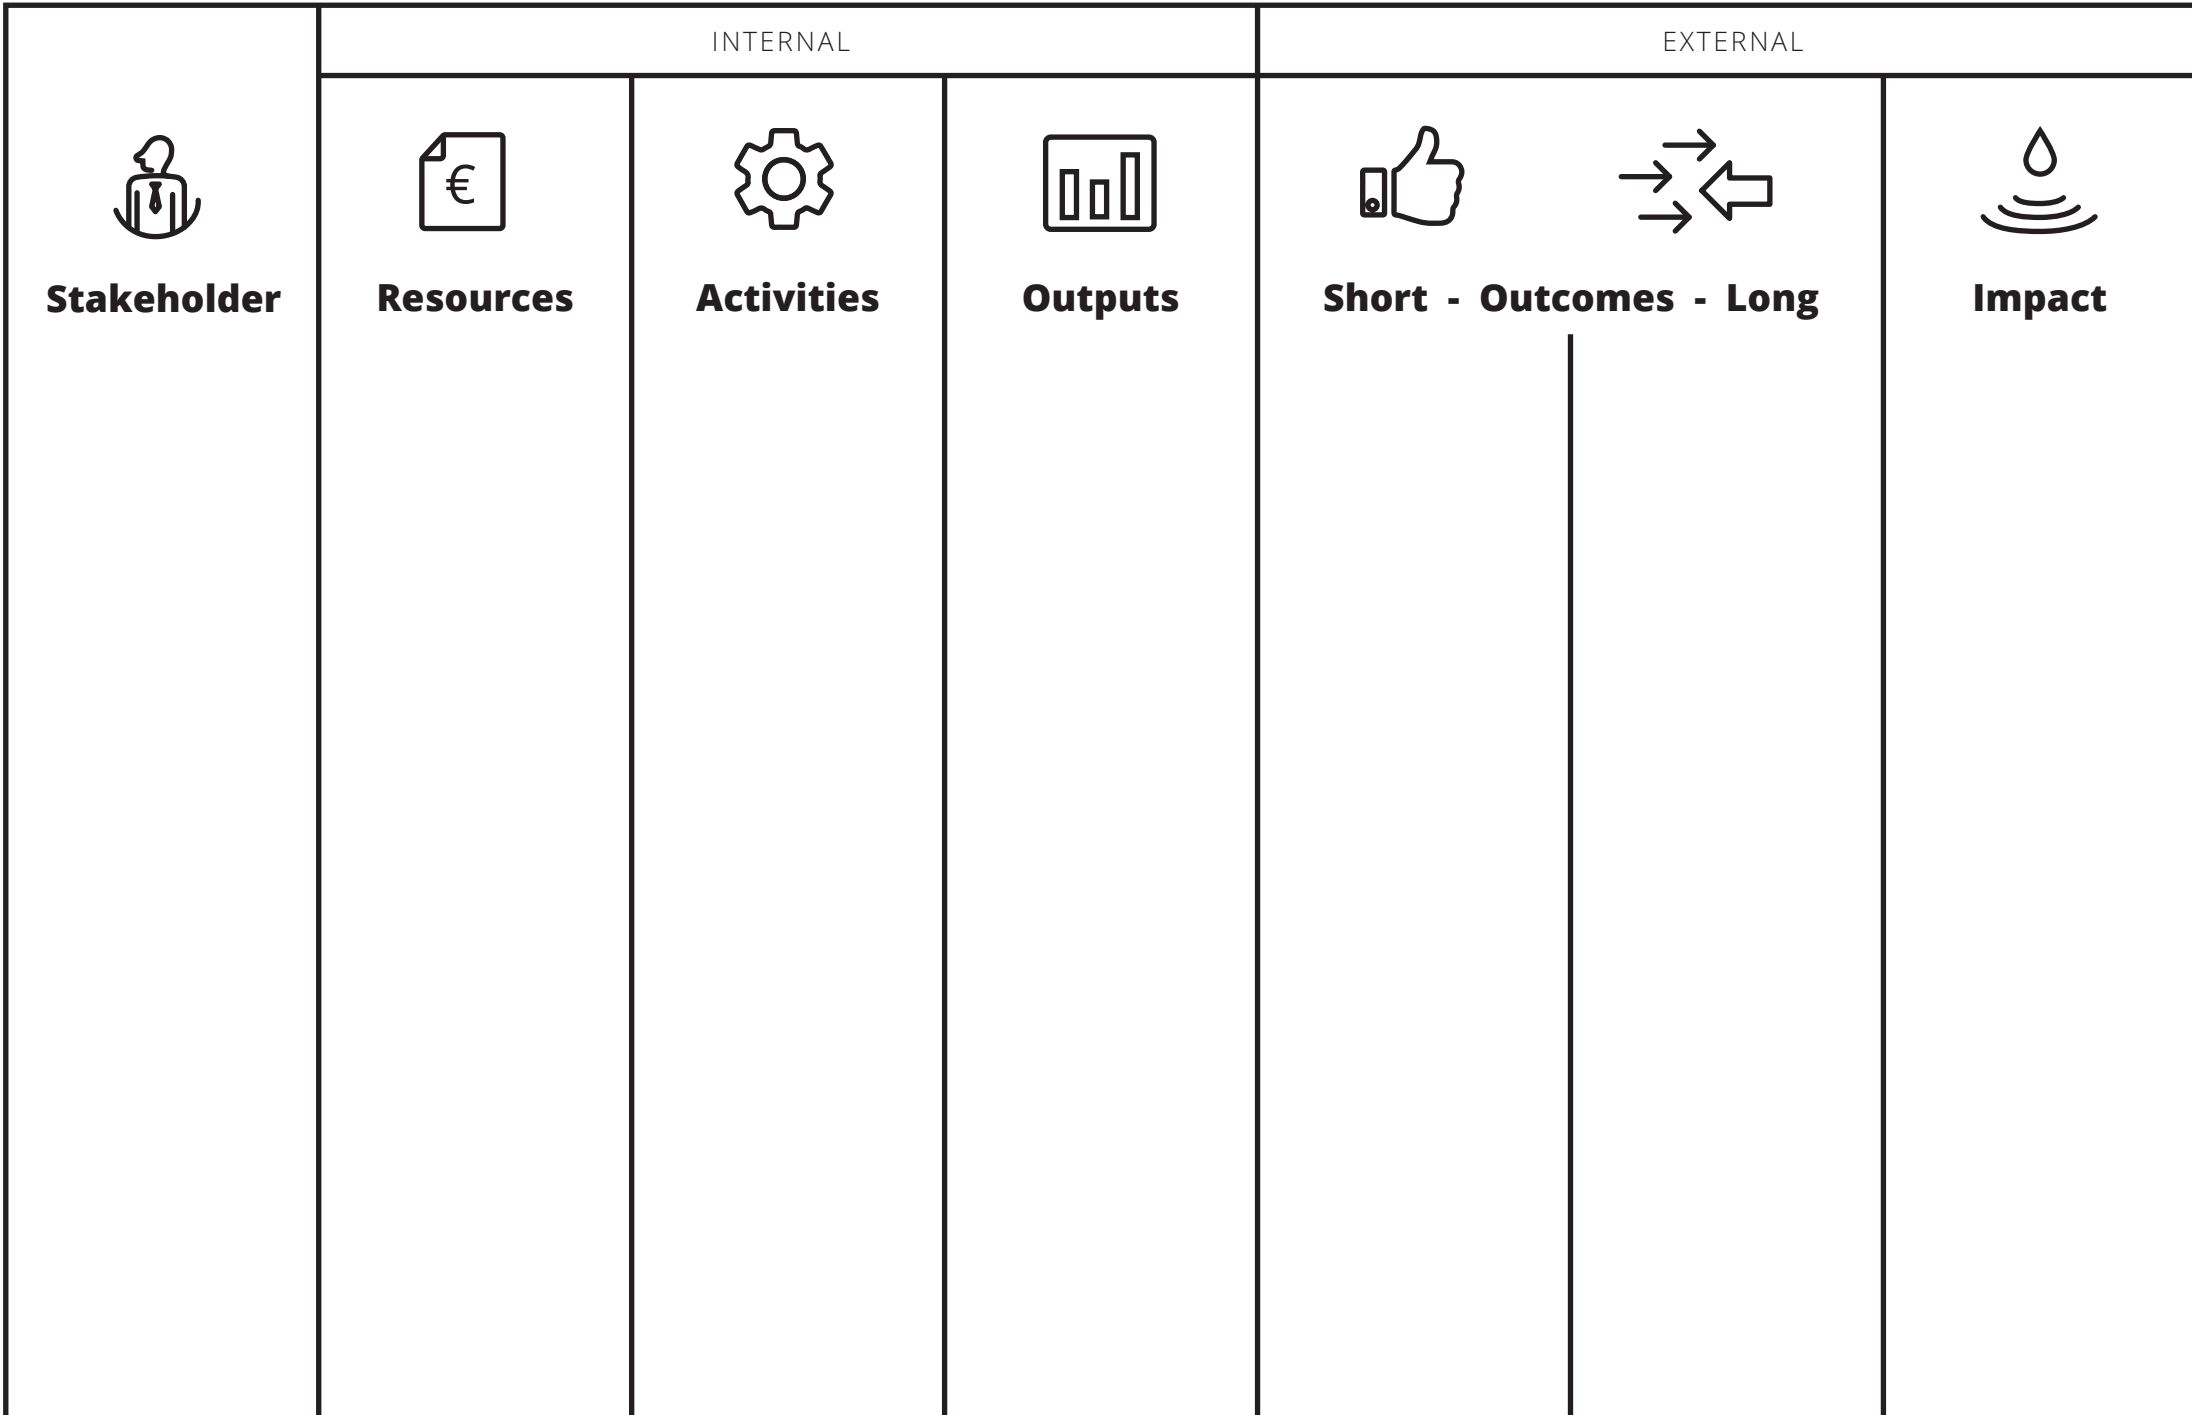 INTERNAL
EXTERNAL
€
Stakeholder
Resources
Activities
Outputs
Short - Outcomes - Long
Impact